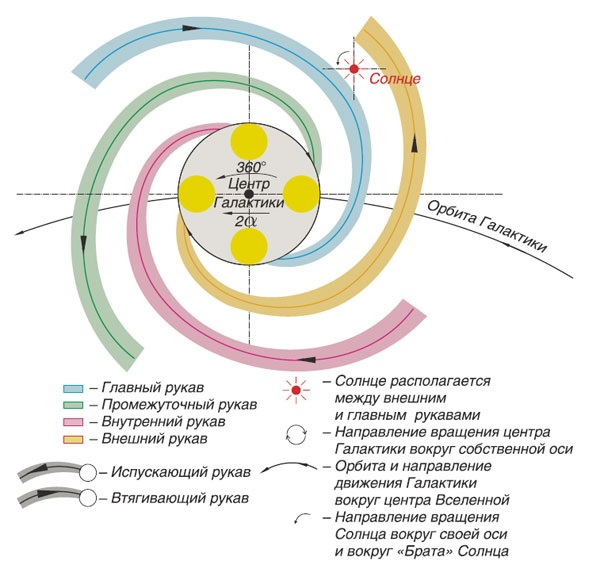 Солнце
360°
Центр
Галактики
2α
Орбита Галактики
– Главный рукав
– Промежуточный рукав
– Внутренний рукав
– Внешний рукав
– Испускающий рукав
– Втягивающий рукав
– Солнце располагается
между внешним
и главным рукавами
– Направление вращения центра
Галактики вокруг собственной оси
– Орбита и направление
движения Галактики
вокруг центра Вселенной
– Направление вращения
Солнца вокруг своей оси
и вокруг «Брата» Солнца